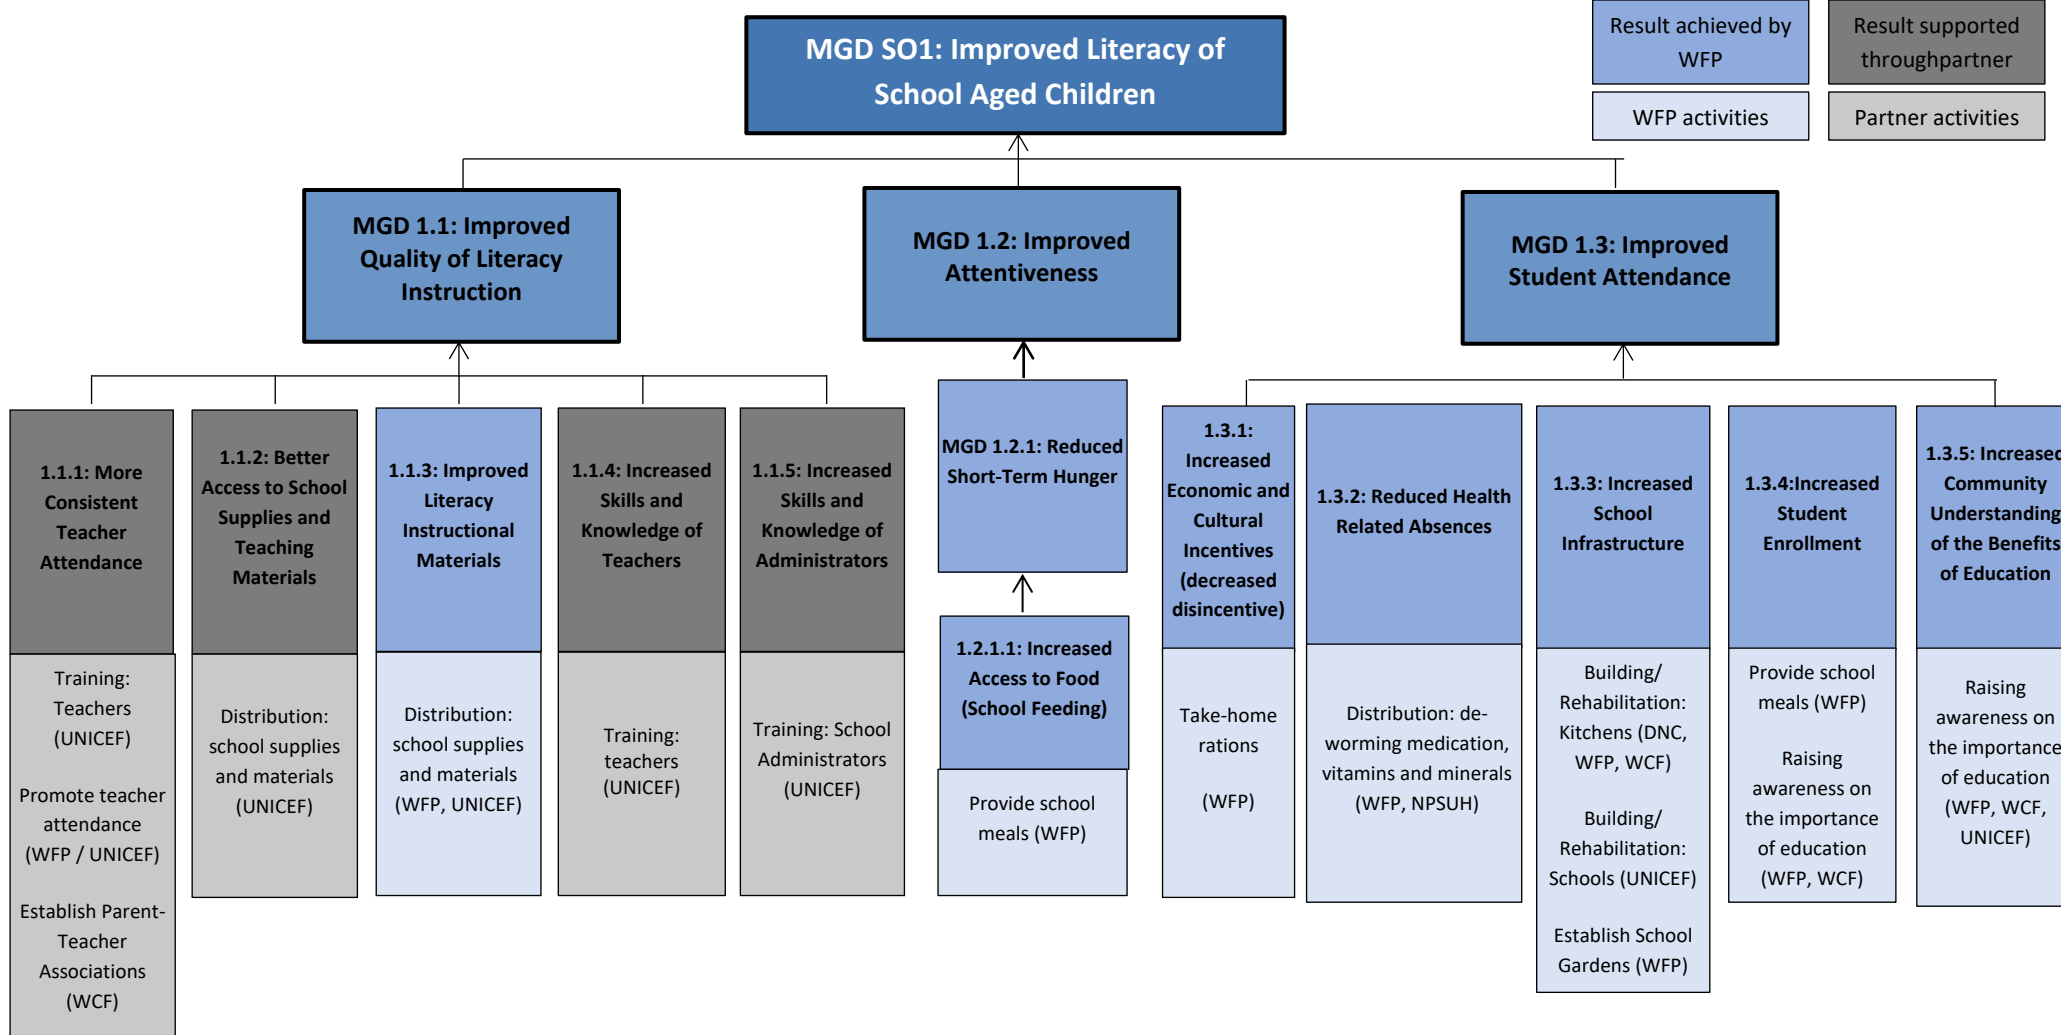 MGD SO1: Improved Literacy of
School Aged Children
Result achieved by
WFP
Result supported
throughpartner
WFP activities
Partner activities
MGD 1.1: Improved
Quality of Literacy
Instruction
MGD 1.2: Improved
Attentiveness
MGD 1.3: Improved
Student Attendance
1.1.1: More
Consistent
Teacher
Attendance
1.1.2: Better
Access to School
Supplies and
Teaching
Materials
1.1.3: Improved
Literacy
Instructional
Materials
1.1.4: Increased
Skills and
Knowledge of
Teachers
1.1.5: Increased
Skills and
Knowledge of
Administrators
MGD 1.2.1: Reduced
Short-Term Hunger
1.2.1.1: Increased
Access to Food
(School Feeding)
1.3.1:
Increased
Economic and
Cultural
Incentives
(decreased
disincentive)
1.3.2: Reduced Health
Related Absences
1.3.3: Increased
School
Infrastructure
1.3.4:Increased
Student
Enrollment
1.3.5: Increased
Community
Understanding
of the Benefits
of Education
Training:
Teachers
(UNICEF)
Promote teacher
attendance
(WFP / UNICEF)
Establish Parent-
Teacher
Associations
(WCF)
Distribution:
school supplies
and materials
(UNICEF)
Distribution:
school supplies
and materials
(WFP, UNICEF)
Training:
teachers
(UNICEF)
Training: School
Administrators
(UNICEF)
Provide school
meals (WFP)
Take-home
rations
(WFP)
Distribution: de-
worming medication,
vitamins and minerals
(WFP, NPSUH)
Building/
Rehabilitation:
Kitchens (DNC,
WFP, WCF)
Building/
Rehabilitation:
Schools (UNICEF)
Establish School
Gardens (WFP)
Provide school
meals (WFP)
Raising
awareness on
the importance
of education
(WFP, WCF)
Raising
awareness on
the importance
of education
(WFP, WCF,
UNICEF)